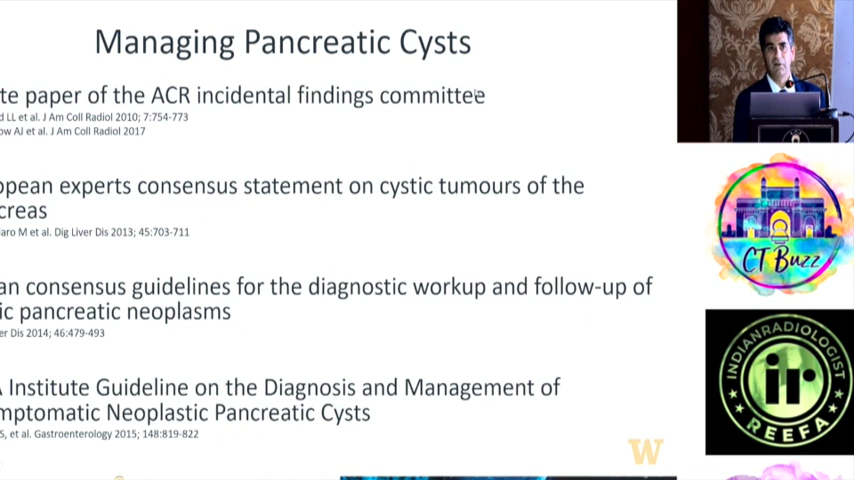 Managing Pancreatic Cysts
te paper of the ACR incidental findings committee
d LL et al. J Am Coll Radiol 2010; 7:754-773
ow AJ et al. J Am Coll Radiol 2017
opean experts consensus statement on cystic tumours of the
creas
aro M et al. Dig Liver Dis 2013; 45:703-711
an consensus guidelines for the diagnostic workup and follow-up of
ic pancreatic neoplasms
er Dis 2014; 46:479-493
Institute Guideline on the Diagnosis and Management of
mptomatic Neoplastic Pancreatic Cysts
S, et al. Gastroenterology 2015; 148:819-822
W
CT Buzz
INDIANRADIOLOGIST
ir
REEFA